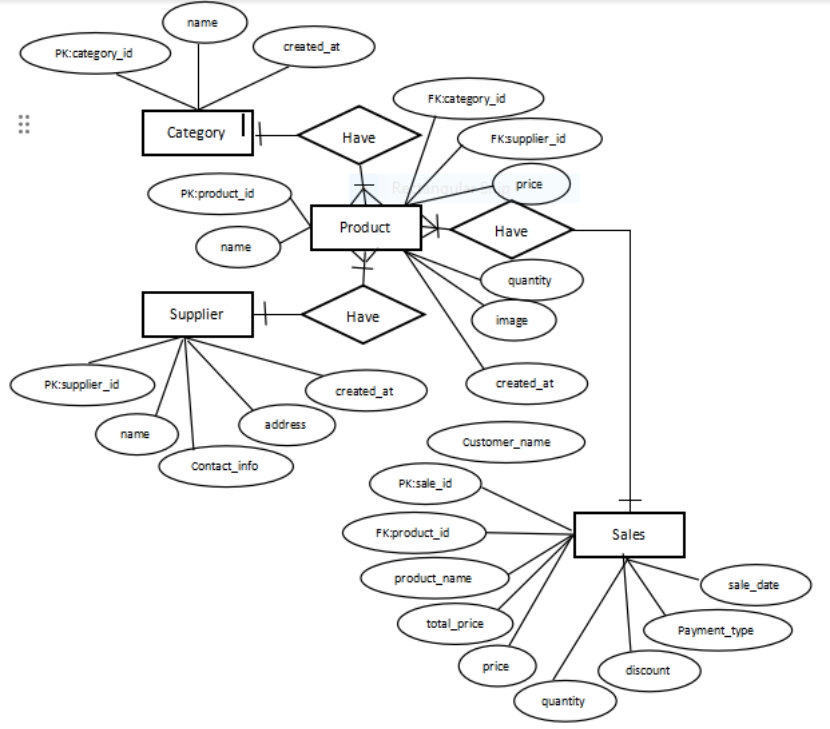 name
PK:category_id
created_at
Category
Have
FK:category_id
FK:supplier_id
price
PK:product_id
Product
Have
name
quantity
Supplier
Have
image
PK:supplier_id
created_at
created_at
name
address
Contact_info
Customer_name
PK:sale_id
FK:product_id
Sales
product_name
sale_date
total_price
Payment_type
price
discount
quantity